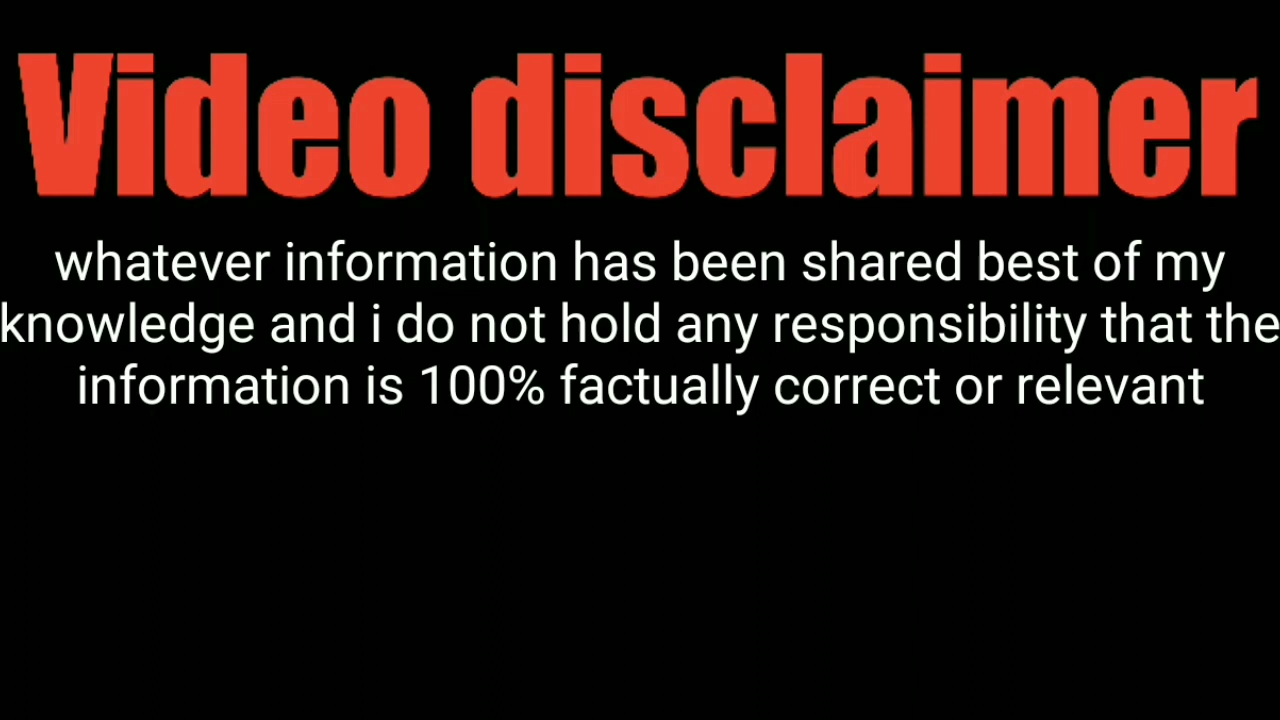 Video disclaimer
whatever information has been shared best of my
knowledge and i do not hold any responsibility that the
information is 100% factually correct or relevant